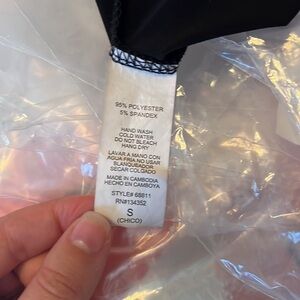 95% POLYESTER
5% SPANDEX
HAND WASH
COLD WATER
DO NOT BLEACH
HANG DRY
LAVAR A MANO CON
AGUA FRIA NO USAR
BLANQUEADOR
SECAR COLGADO
MADE IN CAMBODIA
HECHO EN CAMBOYA
STYLE# 68811
RN#134352
S
(CHICO)